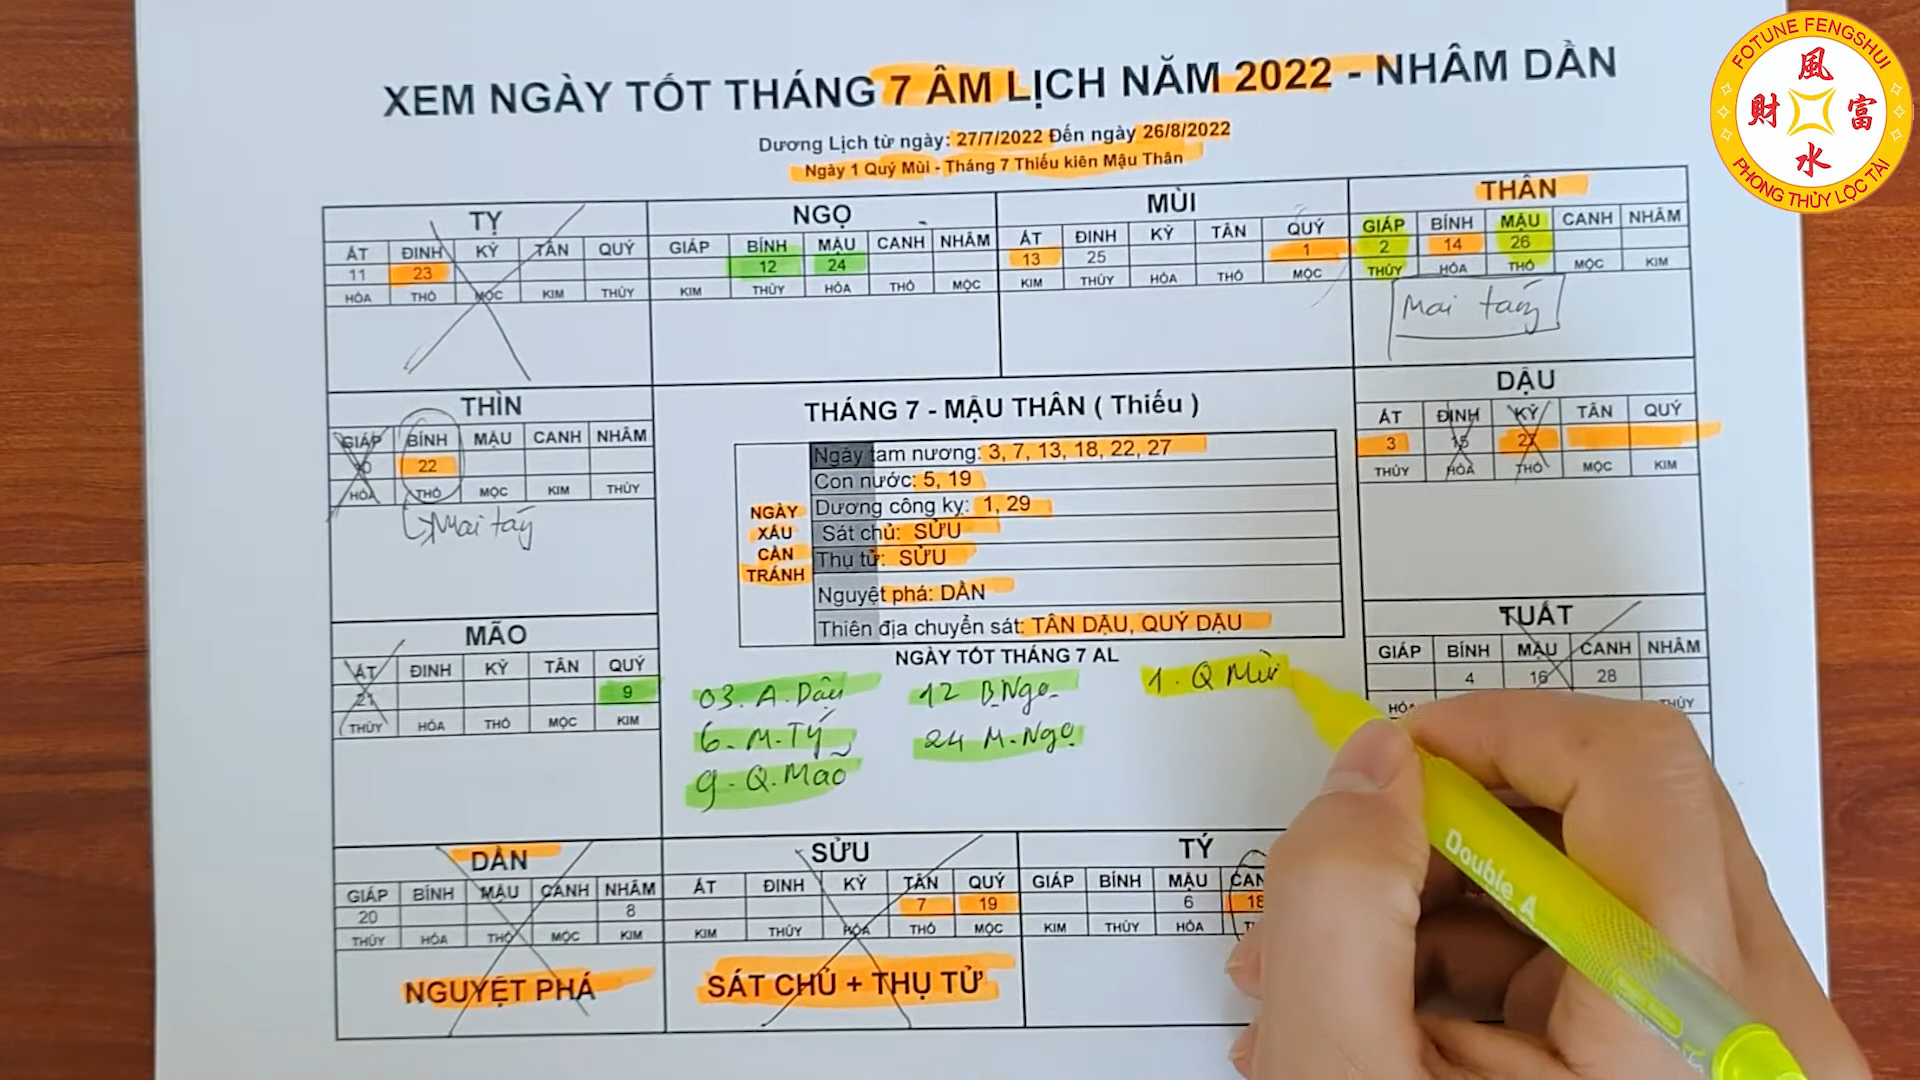 XEM NGÀY TỐT THÁNG 7 ÂM LỊCH NĂM 2022 - NHÂM DẦN
Dương Lịch từ ngày: 27/7/2022 Đến ngày 26/8/2022
Ngày 1 Quý Mùi - Tháng 7 Thiếu kiên Mậu Thân
FOTUNE FENGSHUI
風
財 富
水
PHONG THỦY LỘC TÀI
TỴ
ẤT ĐINH KỶ TÂN QUÝ
11 23
HỎA THỔ MỘC KIM THỦY
NGỌ
GIÁP BÍNH MẬU CANH NHÂM
12 24
KIM THỦY HỎA THỔ MỘC
MÙI
ẤT ĐINH KỶ TÂN QUÝ
13 25 1
KIM THỦY HỎA THỔ MỘC
THÂN
GIÁP BÍNH MẬU CANH NHÂM
2 14 26
THỦY HỎA THỔ MỘC KIM
Mai táng
THÌN
GIÁP BÍNH MẬU CANH NHÂM
10 22
HỎA THỔ MỘC KIM THỦY
Mai táng
THÁNG 7 - MẬU THÂN ( Thiếu )
NGÀY
XẤU
CẦN
TRÁNH
Ngày tam nương: 3, 7, 13, 18, 22, 27
Con nước: 5, 19
Dương công kỵ: 1, 29
Sát chủ: SỬU
Thụ tử: SỬU
Nguyệt phá: DẦN
Thiên địa chuyển sát: TÂN DẬU, QUÝ DẬU
DẬU
ẤT ĐINH KỶ TÂN QUÝ
3 15 27
THỦY HỎA THỔ MỘC KIM
MÃO
ẤT ĐINH KỶ TÂN QUÝ
21 9
THỦY HỎA THỔ MỘC KIM
NGÀY TỐT THÁNG 7 AL
03. A. Dậu 12 B.Ngọ 1. Q Mùi
6. M. Tý 24 M. Ngọ
9. Q. Mão
TUẤT
GIÁP BÍNH MẬU CANH NHÂM
4 16 28
DẦN
GIÁP BÍNH MẬU CANH NHÂM
20 8
THỦY HỎA THỔ MỘC KIM
NGUYỆT PHÁ
SỬU
ẤT ĐINH KỶ TÂN QUÝ
7 19
KIM THỦY HỎA THỔ MỘC
SÁT CHỦ + THỤ TỬ
TÝ
GIÁP BÍNH MẬU
6 18
KIM THỦY HỎA
Double A